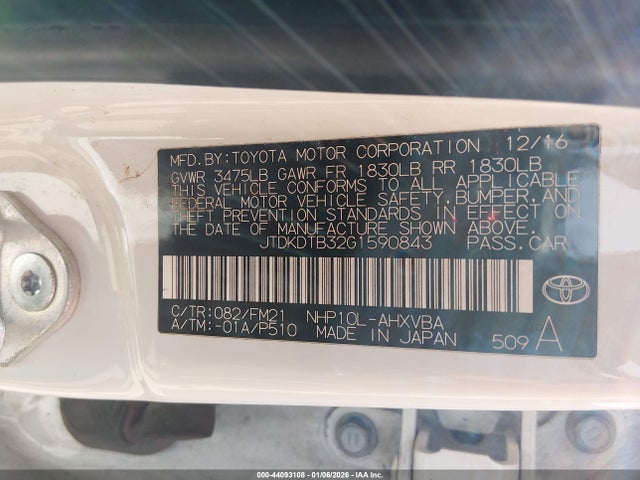 MFD.BY:TOYOTA MOTOR CORPORATION 12/16
GVWR 3475LB GAWR FR 1830LB RR 1830LB
THIS VEHICLE CONFORMS TO ALL APPLICABLE
FEDERAL MOTOR VEHICLE SAFETY,BUMPER,AND
THEFT PREVENTION STANDARDS IN EFFECT ON
THE DATE OF MANUFACTURE SHOWN ABOVE.
JTDKDTB32G1590843 PASS.CAR
C/TR:082/FM21 NHP10L-AHXVBA
A/TM:-01A/P510 MADE IN JAPAN 509 A
000-44093108 - 01/06/2026 - IAA Inc.